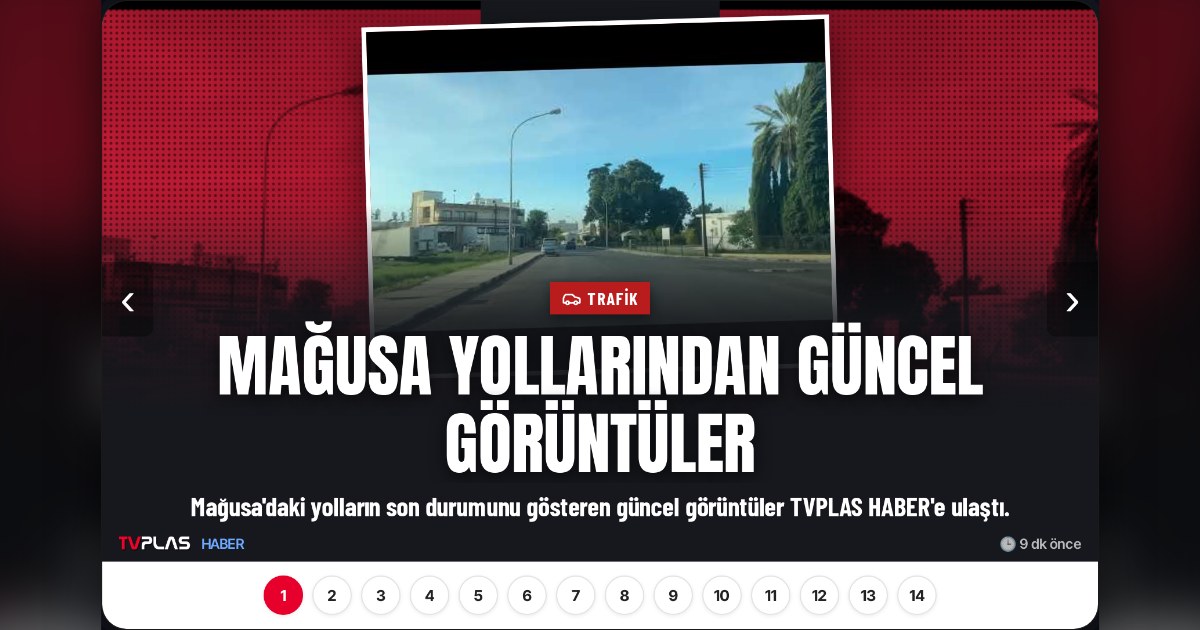 TRAFİK
MAĞUSA YOLLARINDAN GÜNCEL
GÖRÜNTÜLER
Mağusa'daki yolların son durumunu gösteren güncel görüntüler TVPLAS HABER'e ulaştı.
TVPLAS HABER
9 dk önce
1 2 3 4 5 6 7 8 9 10 11 12 13 14